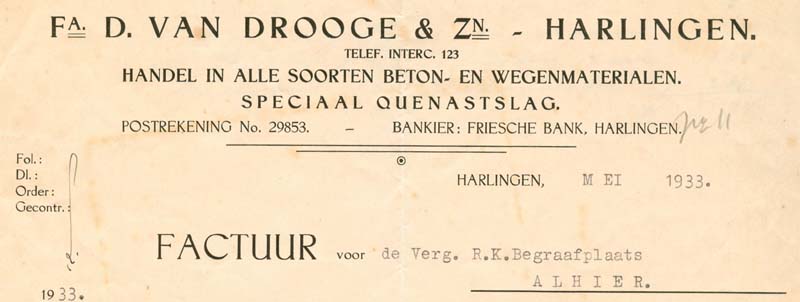 FA. D. VAN DROOGE & ZN. - HARLINGEN.
TELEF. INTERC. 123
HANDEL IN ALLE SOORTEN BETON- EN WEGENMATERIALEN.
SPECIAAL QUENASTSLAG.
POSTREKENING No. 29853. - BANKIER: FRIESCHE BANK, HARLINGEN.
Fol.:
Dl.:
Order:
Gecontr.:
HARLINGEN, MEI 1933.
FACTUUR voor de Verg. R.K.Begraafplaats
ALHIER.
1933.